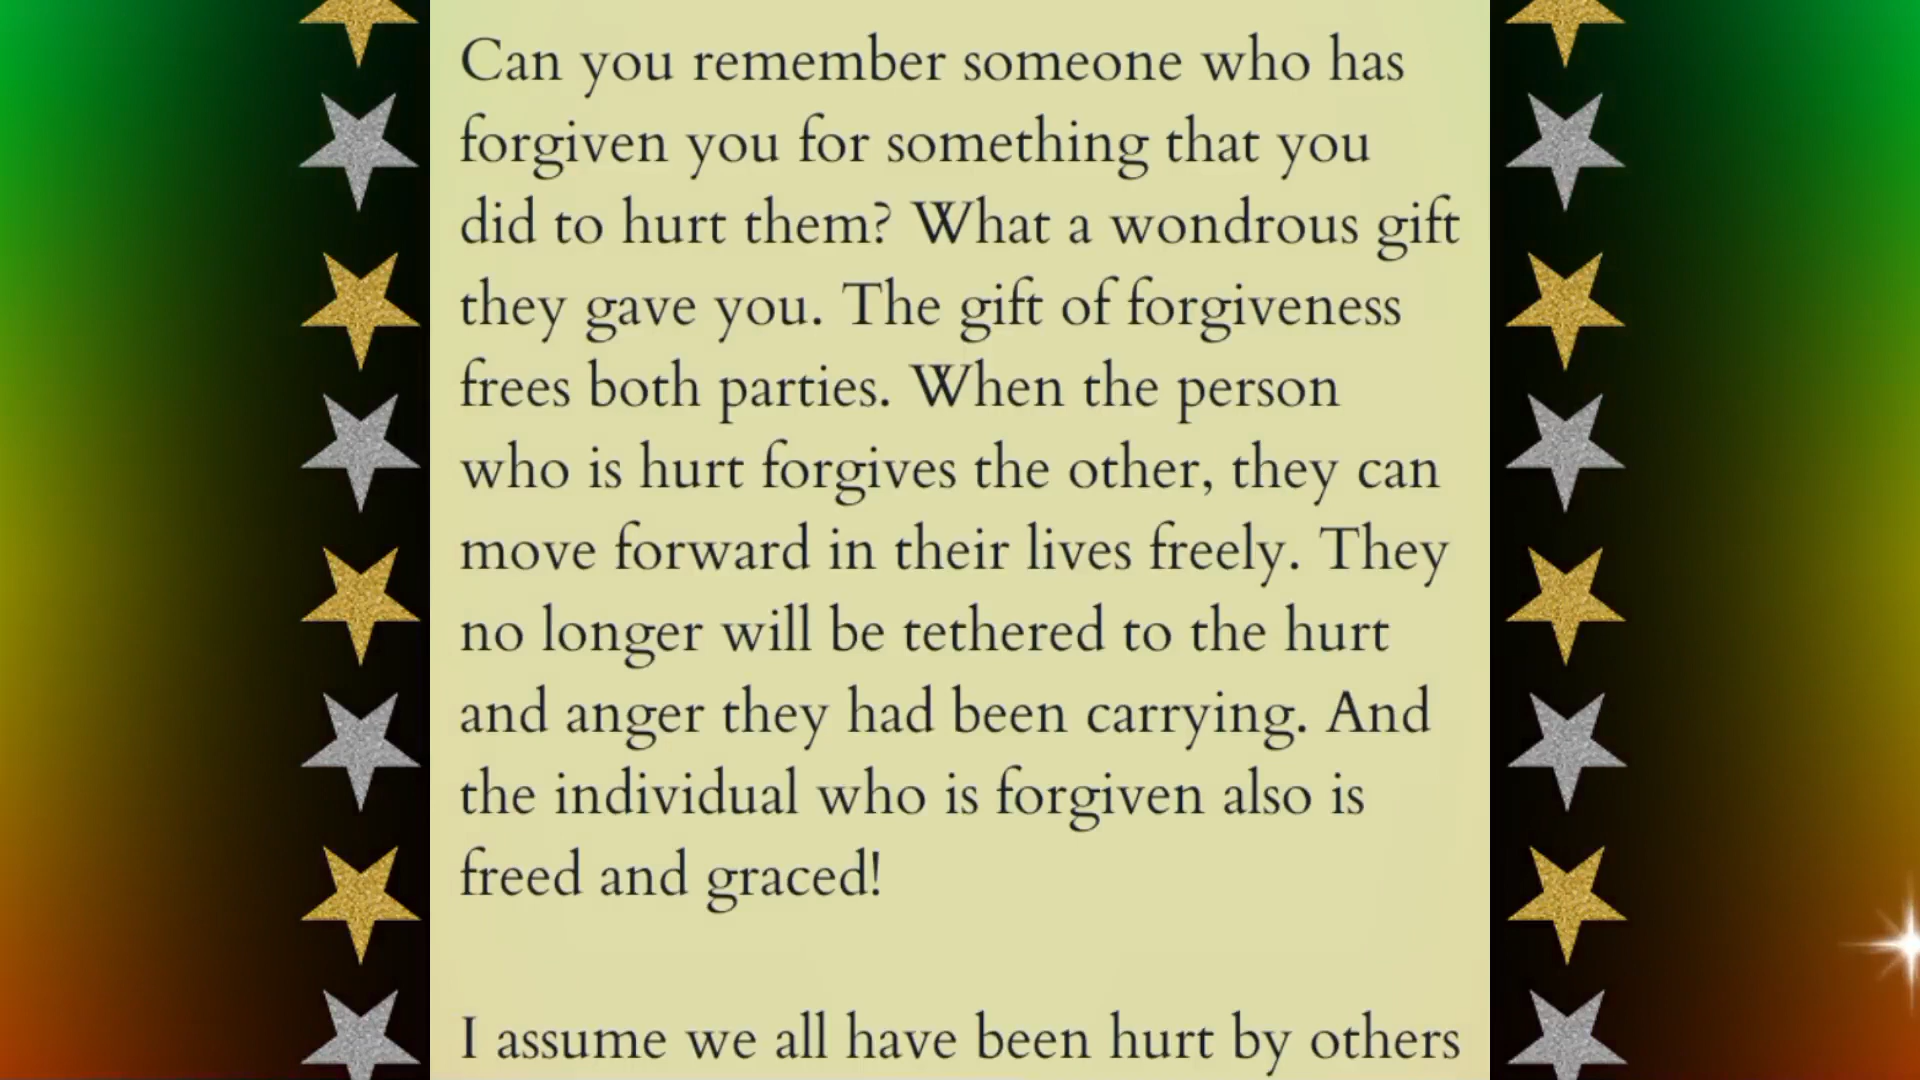 Can you remember someone who has
forgiven you for something that you
did to hurt them? What a wondrous gift
they gave you. The gift of forgiveness
frees both parties. When the person
who is hurt forgives the other, they can
move forward in their lives freely. They
no longer will be tethered to the hurt
and anger they had been carrying. And
the individual who is forgiven also is
freed and graced!
I assume we all have been hurt by others